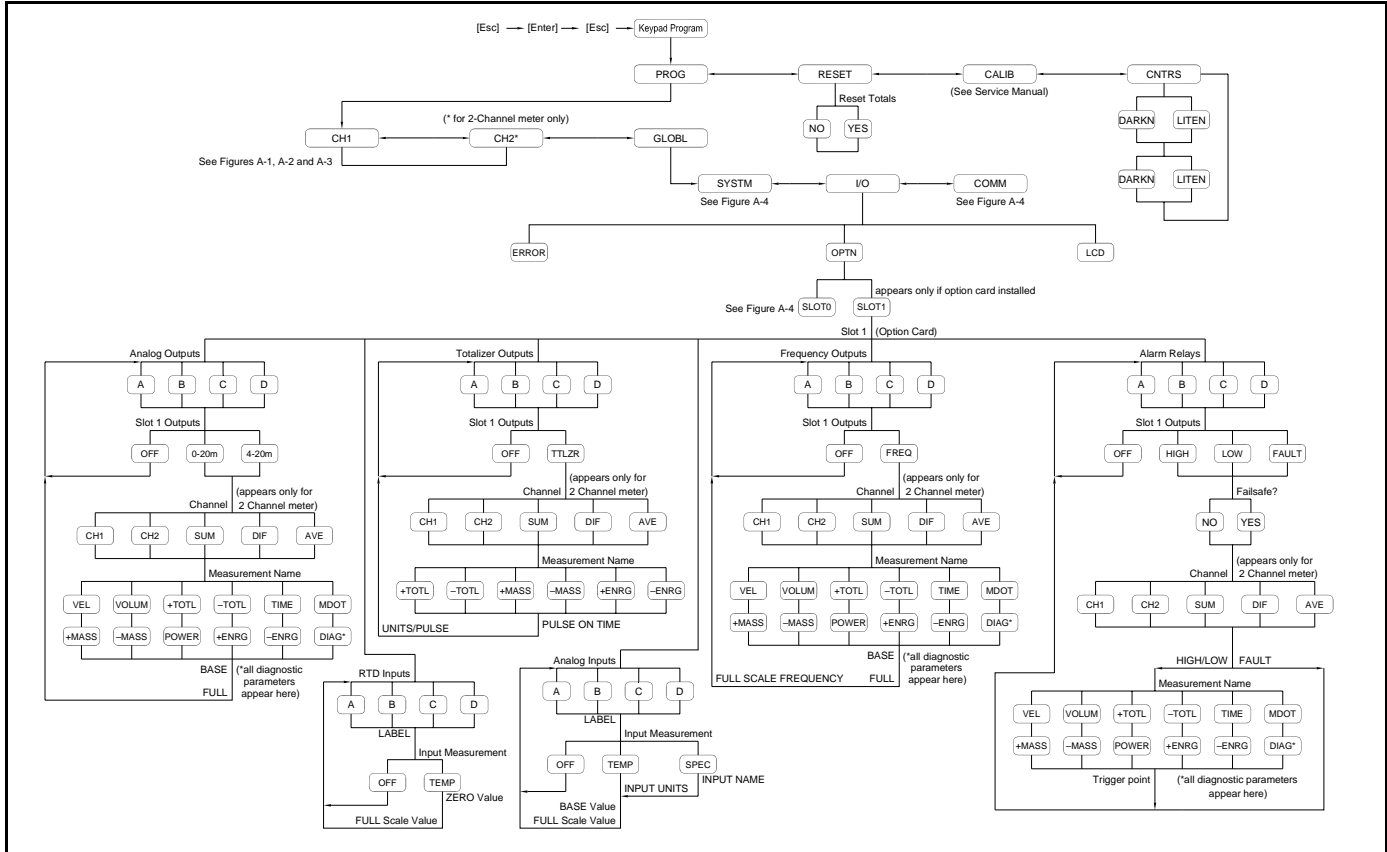 [Esc] [Enter] [Esc] Keypad Program
PROG RESET CALIB CNTRS
(See Service Manual)
Reset Totals
NO YES
DARKN LITEN
DARKN LITEN
(* for 2-Channel meter only)
CH1 CH2* GLOBL
See Figures A-1, A-2 and A-3
SYSTM I/O COMM
See Figure A-4 See Figure A-4
ERROR OPTN LCD
appears only if option card installed
See Figure A-4 SLOT0 SLOT1
Slot 1 (Option Card)
Analog Outputs
A B C D
Slot 1 Outputs
OFF 0-20m 4-20m
(appears only for
Channel 2 Channel meter)
CH1 CH2 SUM DIF AVE
Measurement Name
VEL VOLUM +TOTL –TOTL TIME MDOT
+MASS –MASS POWER +ENRG –ENRG DIAG*
BASE (*all diagnostic
parameters
FULL appear here)
Totalizer Outputs
A B C D
Slot 1 Outputs
OFF TTLZR
(appears only for
Channel 2 Channel meter)
CH1 CH2 SUM DIF AVE
Measurement Name
+TOTL –TOTL +MASS –MASS +ENRG –ENRG
UNITS/PULSE PULSE ON TIME
Frequency Outputs
A B C D
Slot 1 Outputs
OFF FREQ
(appears only for
Channel 2 Channel meter)
CH1 CH2 SUM DIF AVE
Measurement Name
VEL VOLUM +TOTL –TOTL TIME MDOT
+MASS –MASS POWER +ENRG –ENRG DIAG*
BASE (*all diagnostic
parameters
FULL SCALE FREQUENCY FULL appear here)
Alarm Relays
A B C D
Slot 1 Outputs
OFF HIGH LOW FAULT
Failsafe?
NO YES
(appears only for
Channel 2 Channel meter)
CH1 CH2 SUM DIF AVE
HIGH/LOW FAULT
Measurement Name
VEL VOLUM +TOTL –TOTL TIME MDOT
+MASS –MASS POWER +ENRG –ENRG DIAG*
Trigger point (*all diagnostic parameters
appear here)
RTD Inputs
A B C D
LABEL
Input Measurement
OFF TEMP
ZERO Value
FULL Scale Value
Analog Inputs
A B C D
LABEL
Input Measurement
OFF TEMP SPEC
INPUT NAME
INPUT UNITS
BASE Value
FULL Scale Value